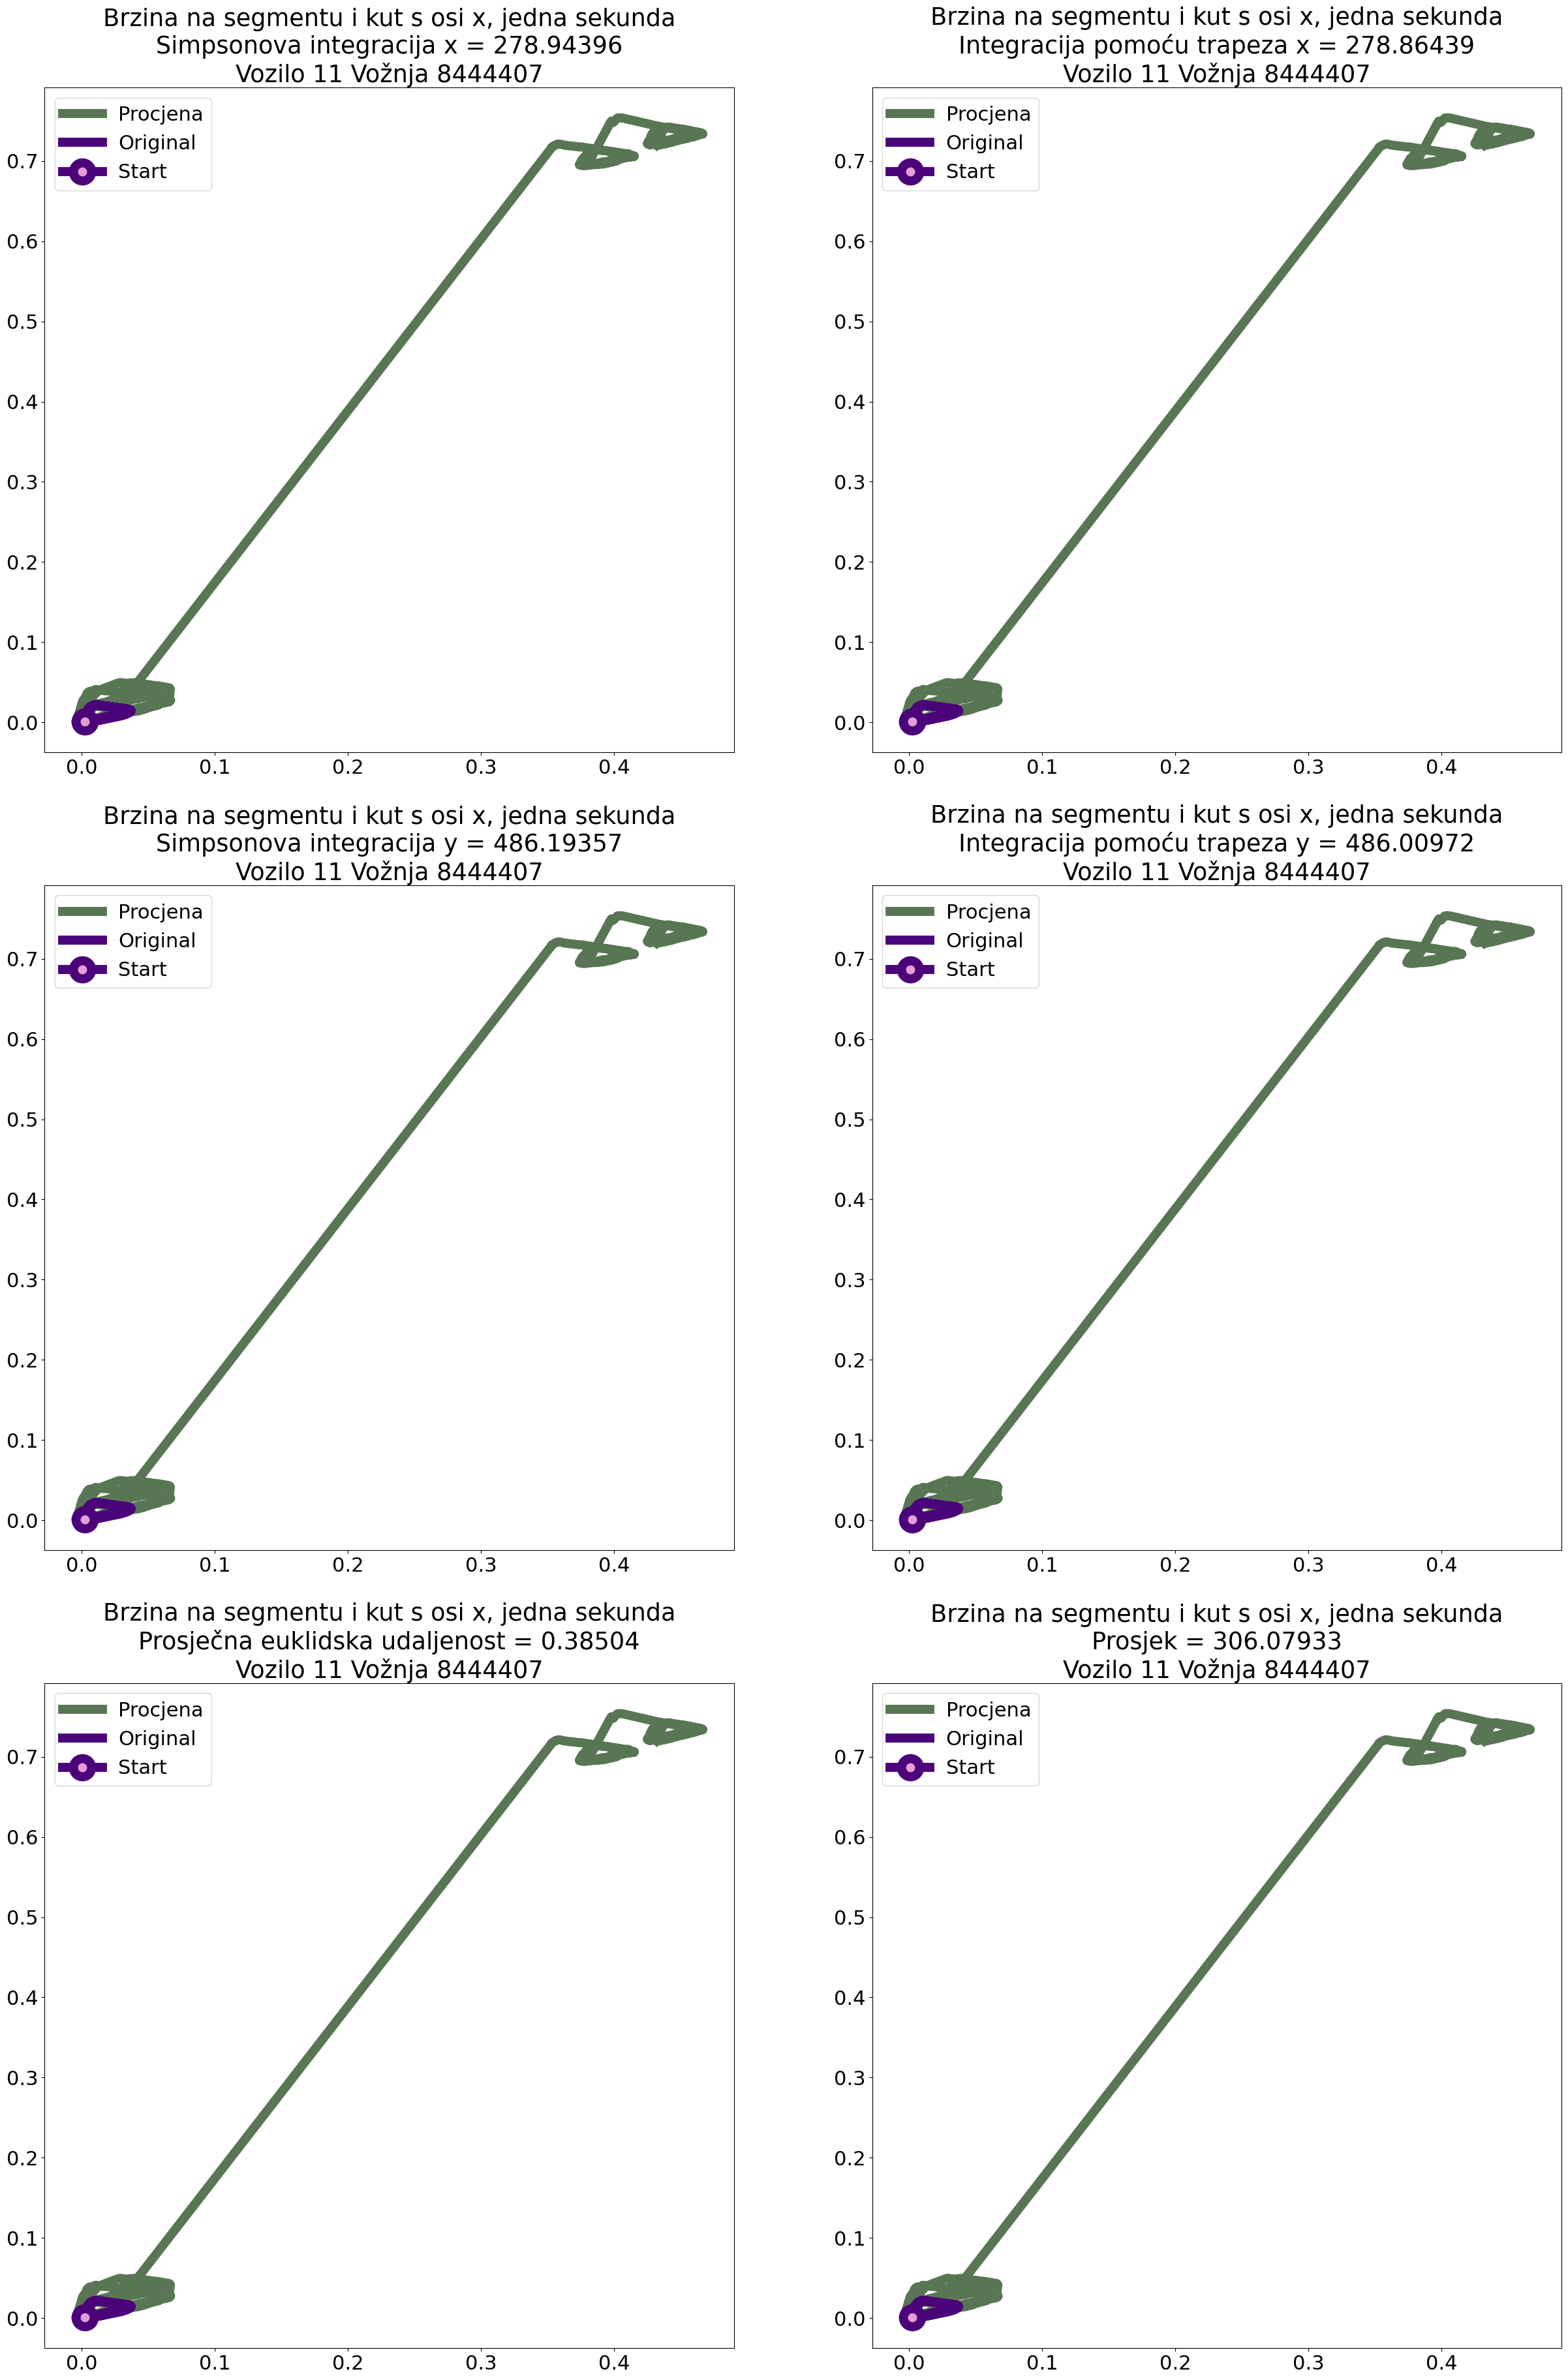 Brzina na segmentu i kut s osi x, jedna sekunda
Simpsonova integracija x = 278.94396
Vozilo 11 Vožnja 8444407
Procjena
Original
Start
0.7
0.6
0.5
0.4
0.3
0.2
0.1
0.0
0.0 0.1 0.2 0.3 0.4
Brzina na segmentu i kut s osi x, jedna sekunda
Integracija pomoću trapeza x = 278.86439
Vozilo 11 Vožnja 8444407
Procjena
Original
Start
0.7
0.6
0.5
0.4
0.3
0.2
0.1
0.0
0.0 0.1 0.2 0.3 0.4
Brzina na segmentu i kut s osi x, jedna sekunda
Simpsonova integracija y = 486.19357
Vozilo 11 Vožnja 8444407
Procjena
Original
Start
0.7
0.6
0.5
0.4
0.3
0.2
0.1
0.0
0.0 0.1 0.2 0.3 0.4
Brzina na segmentu i kut s osi x, jedna sekunda
Integracija pomoću trapeza y = 486.00972
Vozilo 11 Vožnja 8444407
Procjena
Original
Start
0.7
0.6
0.5
0.4
0.3
0.2
0.1
0.0
0.0 0.1 0.2 0.3 0.4
Brzina na segmentu i kut s osi x, jedna sekunda
Prosječna euklidska udaljenost = 0.38504
Vozilo 11 Vožnja 8444407
Procjena
Original
Start
0.7
0.6
0.5
0.4
0.3
0.2
0.1
0.0
0.0 0.1 0.2 0.3 0.4
Brzina na segmentu i kut s osi x, jedna sekunda
Prosjek = 306.07933
Vozilo 11 Vožnja 8444407
Procjena
Original
Start
0.7
0.6
0.5
0.4
0.3
0.2
0.1
0.0
0.0 0.1 0.2 0.3 0.4